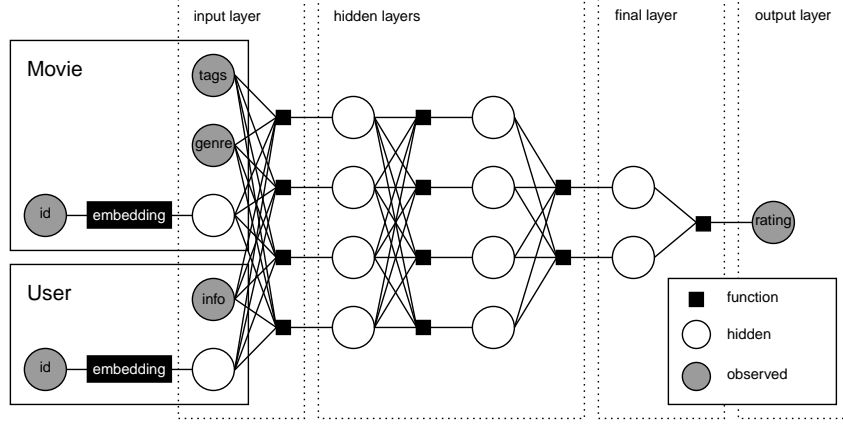 input layer
hidden layers
final layer
output layer
Movie
tags
genre
id
embedding
User
info
id
embedding
rating
function
hidden
observed